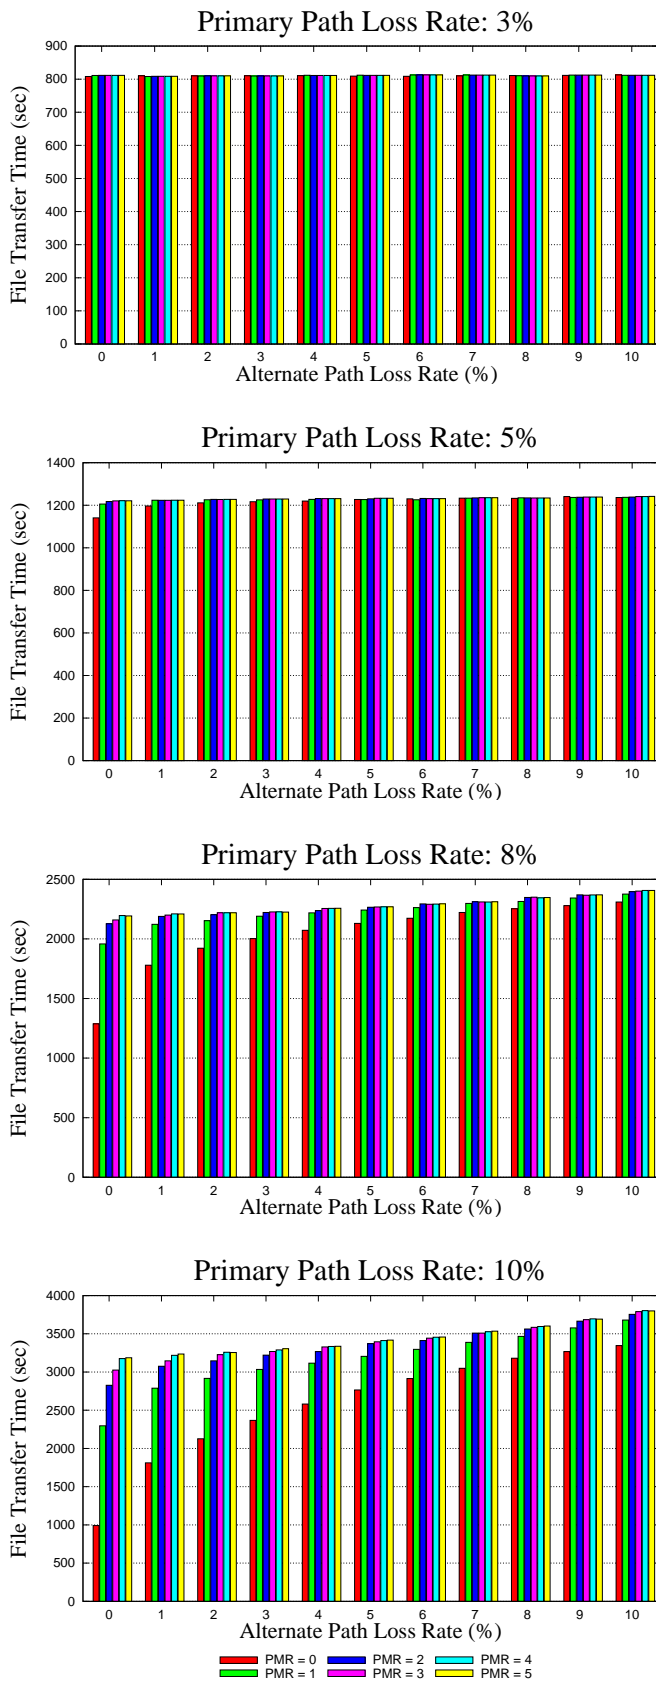 Primary Path Loss Rate: 3%
File Transfer Time (sec)
900
800
700
600
500
400
300
200
100
0
0 1 2 3 4 5 6 7 8 9 10
Alternate Path Loss Rate (%)
Primary Path Loss Rate: 5%
File Transfer Time (sec)
1400
1200
1000
800
600
400
200
0
0 1 2 3 4 5 6 7 8 9 10
Alternate Path Loss Rate (%)
Primary Path Loss Rate: 8%
File Transfer Time (sec)
2500
2000
1500
1000
500
0
0 1 2 3 4 5 6 7 8 9 10
Alternate Path Loss Rate (%)
Primary Path Loss Rate: 10%
File Transfer Time (sec)
4000
3500
3000
2500
2000
1500
1000
500
0
0 1 2 3 4 5 6 7 8 9 10
Alternate Path Loss Rate (%)
PMR = 0 PMR = 2 PMR = 4
PMR = 1 PMR = 3 PMR = 5